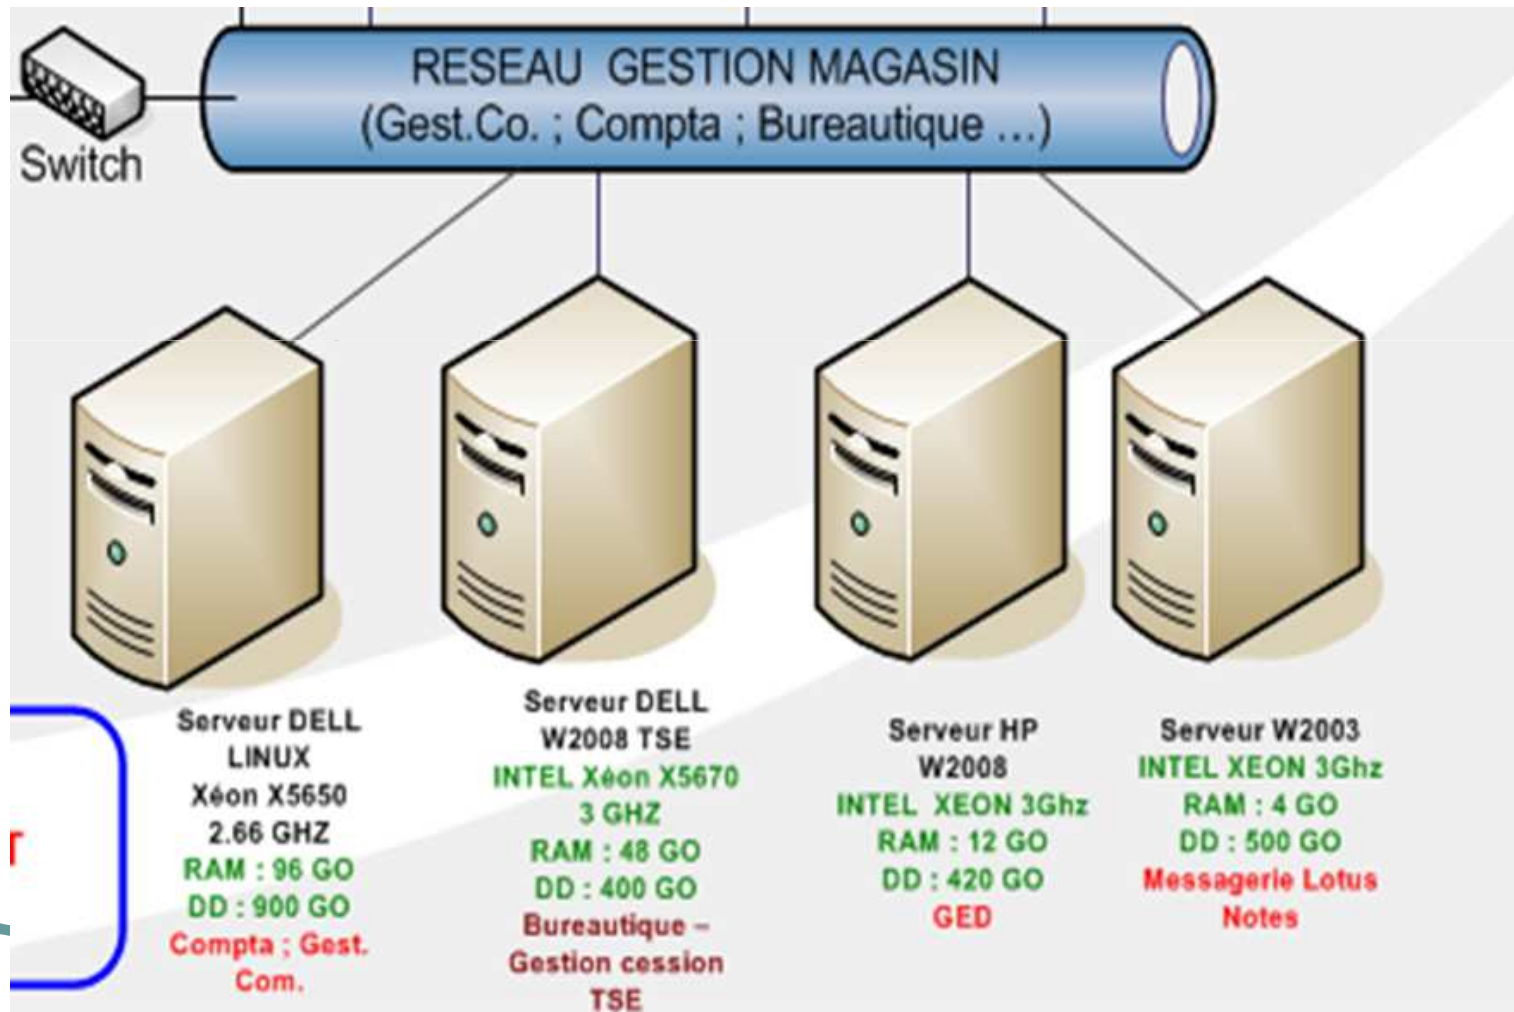 RESEAU GESTION MAGASIN
(Gest.Co. ; Compta ; Bureautique ...)
Switch
Serveur DELL
LINUX
Xéon X5650
2.66 GHZ
RAM : 96 GO
DD : 900 GO
Compta ; Gest.
Com.
Serveur DELL
W2008 TSE
INTEL Xéon X5670
3 GHZ
RAM : 48 GO
DD : 400 GO
Bureautique –
Gestion cession
TSE
Serveur HP
W2008
INTEL XEON 3Ghz
RAM : 12 GO
DD : 420 GO
GED
Serveur W2003
INTEL XEON 3Ghz
RAM : 4 GO
DD : 500 GO
Messagerie Lotus
Notes